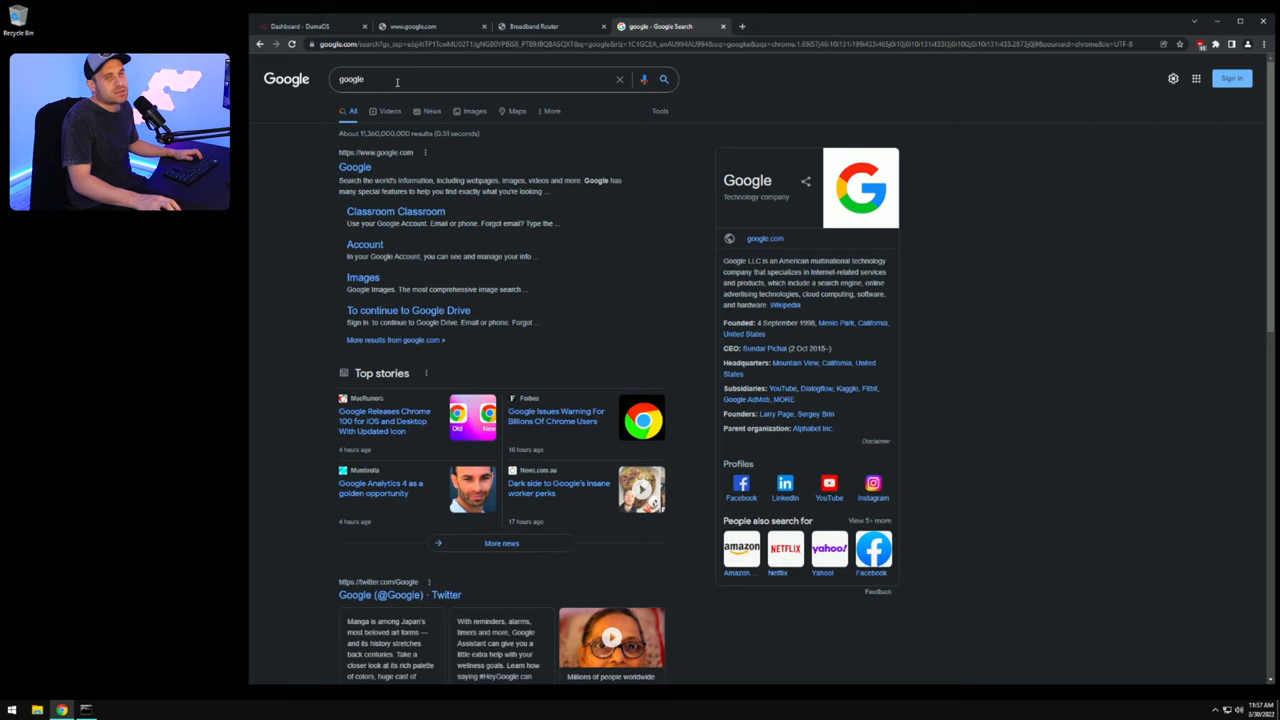 Recycle Bin
Dashboard - DumaOS
www.google.com
Broadband Router
google - Google Search
Google
google
Sign in
All
Videos
News
Images
Maps
More
Tools
About 11,360,000,000 results (0.51 seconds)
https://www.google.com
Google
Search the world's information, including webpages, images, videos and more. Google has
many special features to help you find exactly what you're looking ...
Classroom Classroom
Use your Google Account. Email or phone. Forgot email? Type the ...
Account
In your Google Account, you can see and manage your info ...
Images
Google Images. The most comprehensive image search ...
To continue to Google Drive
Sign in. to continue to Google Drive. Email or phone. Forgot ...
More results from google.com »
Top stories
MacRumors
Google Releases Chrome
100 for iOS and Desktop
With Updated Icon
Old
New
4 hours ago
Forbes
Google Issues Warning For
Billions Of Chrome Users
18 hours ago
Mumbrella
Google Analytics 4 as a
golden opportunity
4 hours ago
News.com.au
Dark side to Google's insane
worker perks
17 hours ago
More news
https://twitter.com/Google
Google (@Google) · Twitter
Manga is among Japan's
most beloved art forms —
and its history stretches
back centuries. Take a
closer look at its rich palette
of colors, huge cast of
With reminders, alarms,
timers and more, Google
Assistant can give you a
little extra help with your
wellness goals. Learn how
saying #HeyGoogle can
Millions of people worldwide
Google
Technology company
google.com
Google LLC is an American multinational technology
company that specializes in Internet-related services
and products, which include a search engine, online
advertising technologies, cloud computing, software,
and hardware. Wikipedia
Founded: 4 September 1998, Menlo Park, California,
United States
CEO: Sundar Pichai (2 Oct 2015–)
Headquarters: Mountain View, California, United
States
Subsidiaries: YouTube, Dialogflow, Kaggle, Fitbit,
Google AdMob, MORE
Founders: Larry Page, Sergey Brin
Parent organization: Alphabet Inc.
Disclaimer
Profiles
Facebook
LinkedIn
YouTube
Instagram
People also search for
View 5+ more
amazon
NETFLIX
yahoo!
Amazon...
Netflix
Yahoo!
Facebook
Feedback
11:57 AM
3/30/2022